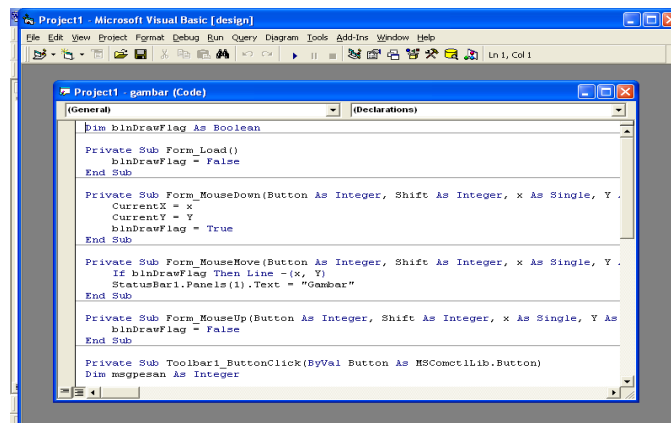 Project1 - Microsoft Visual Basic [design]
File Edit View Project Format Debug Run Query Diagram Tools Add-Ins Window Help
Ln 1, Col 1
Project1 - gambar (Code)
(General) (Declarations)
Dim blnDrawFlag As Boolean
Private Sub Form_Load()
blnDrawFlag = False
End Sub
Private Sub Form_MouseDown(Button As Integer, Shift As Integer, x As Single, Y
CurrentX = x
CurrentY = Y
blnDrawFlag = True
End Sub
Private Sub Form_MouseMove(Button As Integer, Shift As Integer, x As Single, Y
If blnDrawFlag Then Line -(x, Y)
StatusBar1.Panels(1).Text = "Gambar"
End Sub
Private Sub Form_MouseUp(Button As Integer, Shift As Integer, x As Single, Y As
blnDrawFlag = False
End Sub
Private Sub Toolbar1_ButtonClick(ByVal Button As MSComctlLib.Button)
Dim msgpesan As Integer